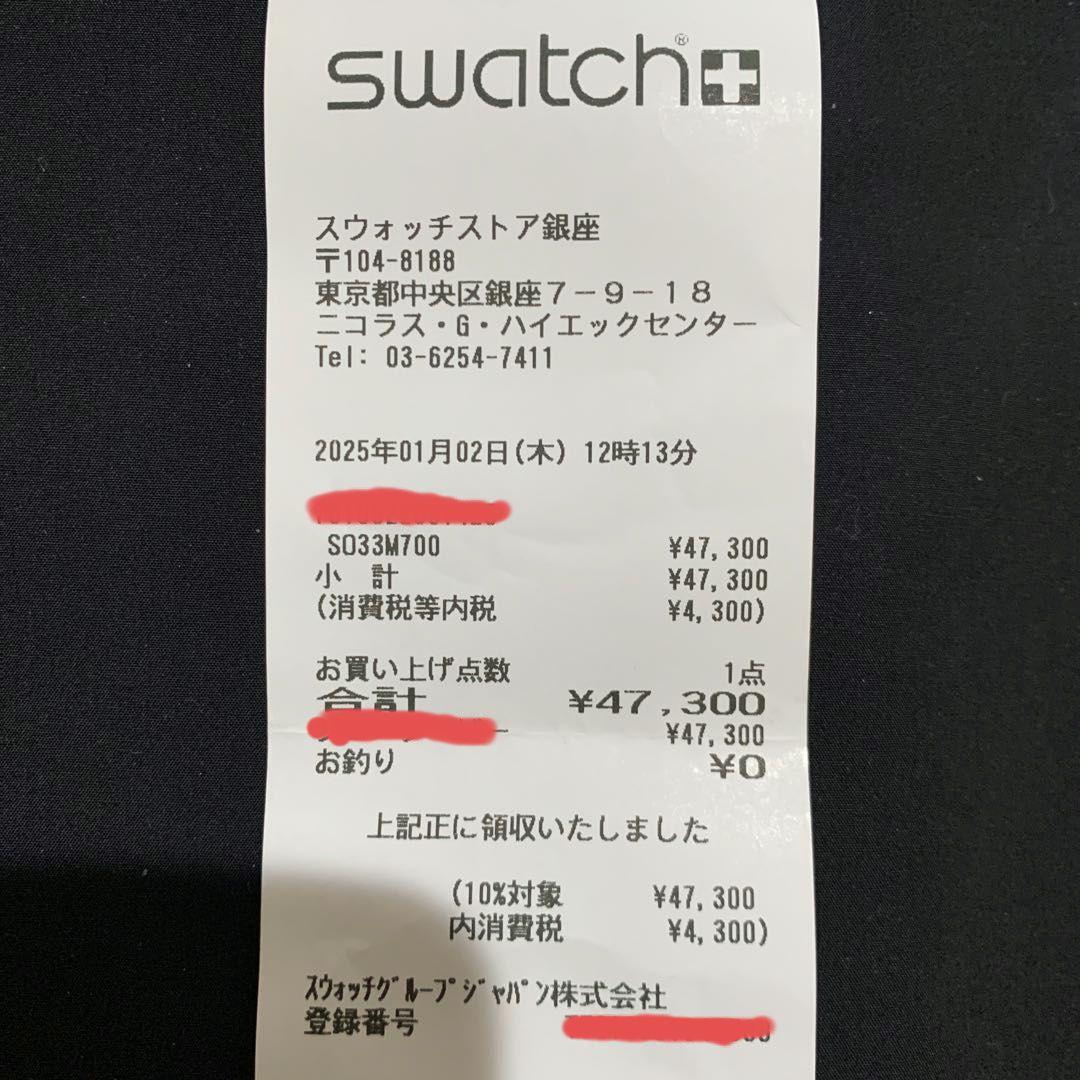 swatch®
スウォッチストア銀座
〒104-8188
東京都中央区銀座7-9-18
ニコラス・G・ハイエックセンター
Tel: 03-6254-7411
2025年01月02日(木) 12時13分
SO33M700 ¥47,300
小 計 ¥47,300
(消費税等内税 ¥4,300)
お買い上げ点数 1点
合計 ¥47,300
¥47,300
お釣り ¥0
上記正に領収いたしました
(10%対象 ¥47,300
内消費税 ¥4,300)
スウォッチグループジャパン株式会社
登録番号